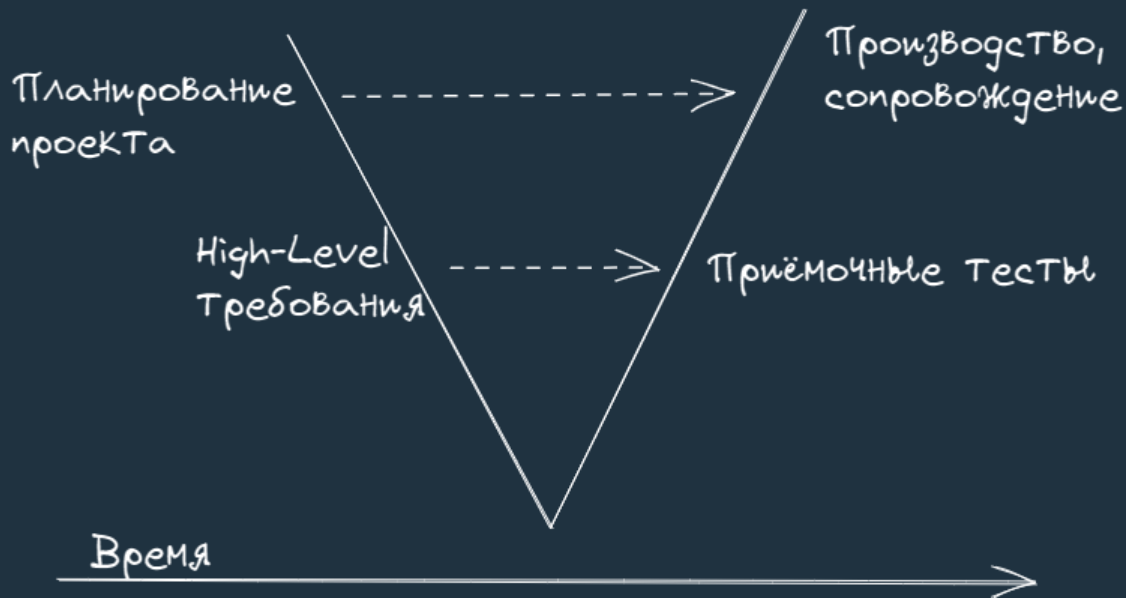 Планирование
проекта
Производство,
сопровождение
High-Level
требования
Приёмочные тесты
Время